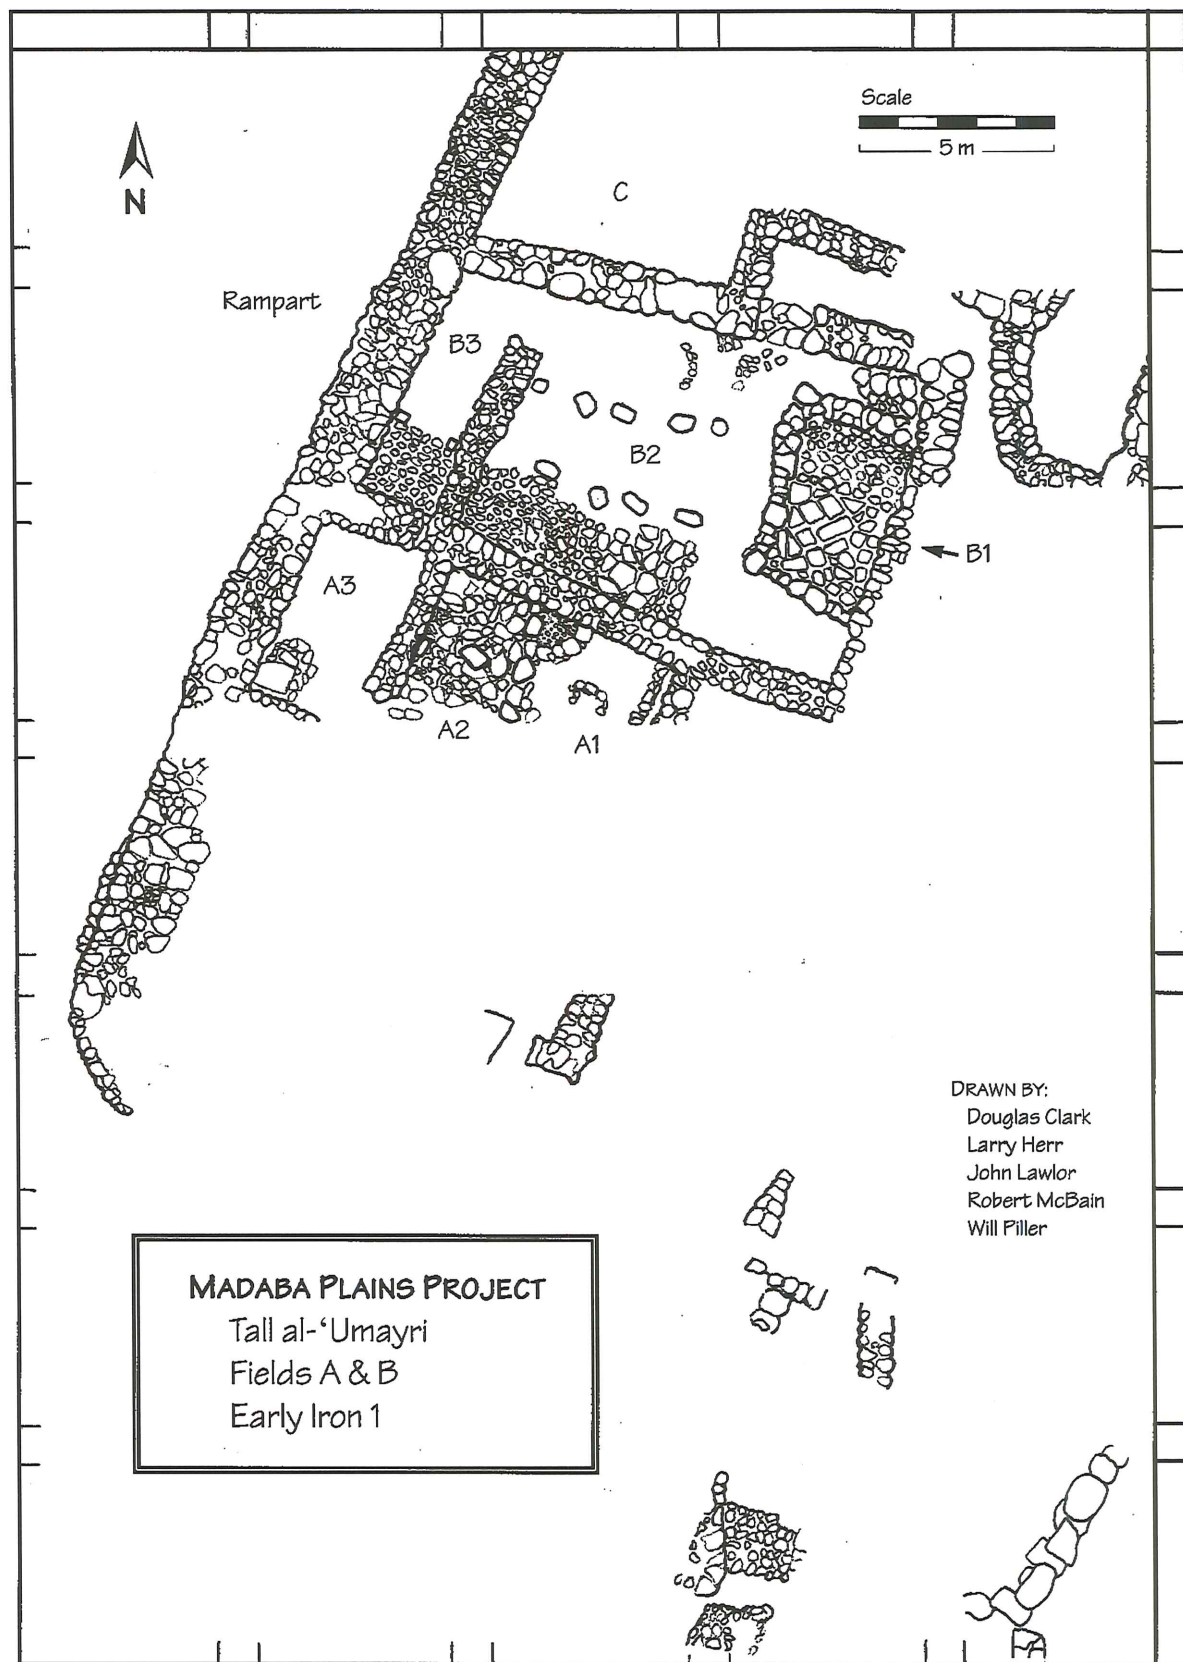 Scale
5 m
N
C
Rampart
B3
B2
B1
A3
A2
A1
DRAWN BY:
Douglas Clark
Larry Herr
John Lawlor
Robert McBain
Will Piller
MADABA PLAINS PROJECT
Tall al-‘Umayri
Fields A & B
Early Iron 1